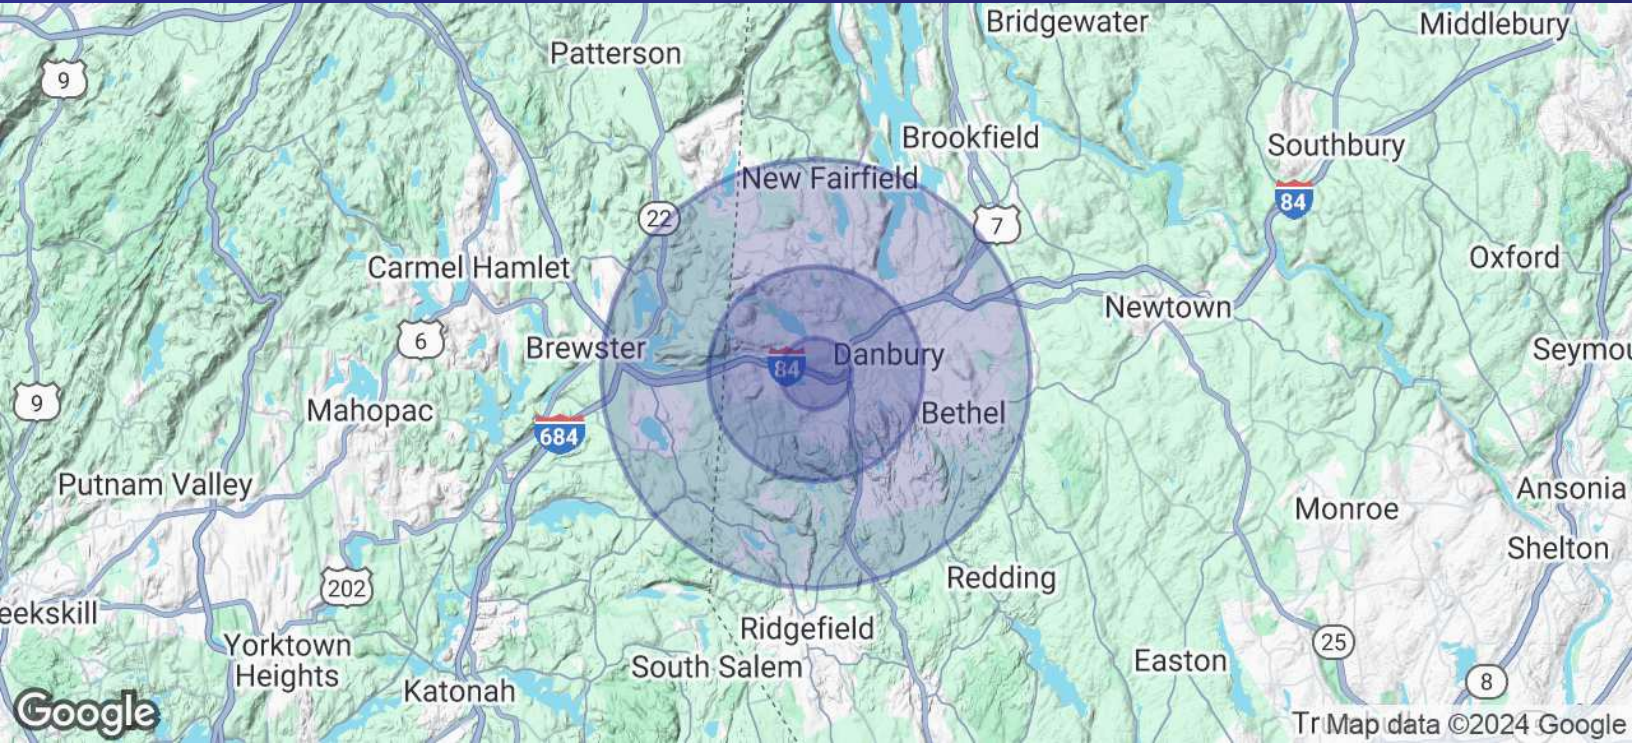 Bridgewater
Middlebury
Patterson
9
Brookfield
Southbury
New Fairfield
84
22
7
Oxford
Carmel Hamlet
Newtown
6
Brewster
Danbury
84
Seymou
9
Mahopac
Bethel
684
Putnam Valley
Ansonia
Monroe
Shelton
Redding
202
eekskill
Ridgefield
Yorktown
Heights
25
South Salem
Easton
Katonah
8
Google
Tr
Map data ©2024 Google